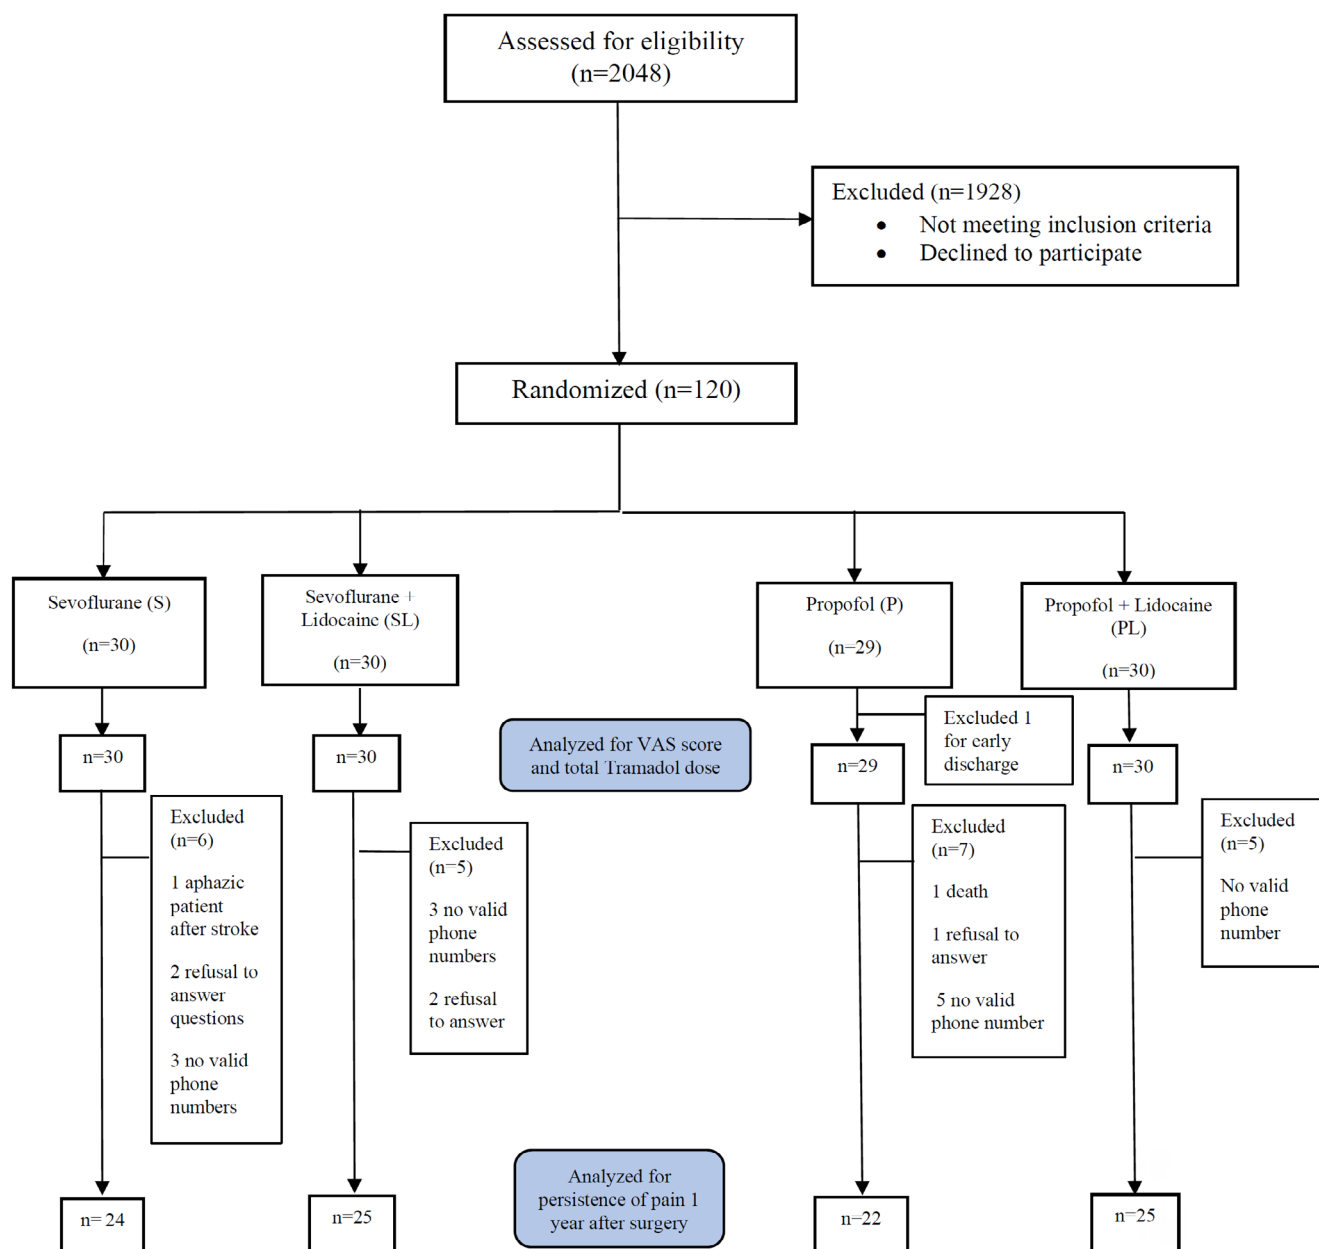 Assessed for eligibility
(n=2048)
Excluded (n=1928)
• Not meeting inclusion criteria
• Declined to participate
Randomized (n=120)
Sevoflurane (S)
(n=30)
Sevoflurane +
Lidocaine (SL)
(n=30)
Propofol (P)
(n=29)
Propofol + Lidocaine
(PL)
(n=30)
Excluded 1
for early
discharge
n=30
n=30
Analyzed for VAS score
and total Tramadol dose
n=29
n=30
Excluded
(n=6)
1 aphazic
patient
after stroke
2 refusal to
answer
questions
3 no valid
phone
numbers
Excluded
(n=5)
3 no valid
phone
numbers
2 refusal
to answer
Excluded
(n=7)
1 death
1 refusal to
answer
5 no valid
phone number
Excluded
(n=5)
No valid
phone
number
n= 24
n=25
Analyzed for
persistence of pain 1
year after surgery
n=22
n=25